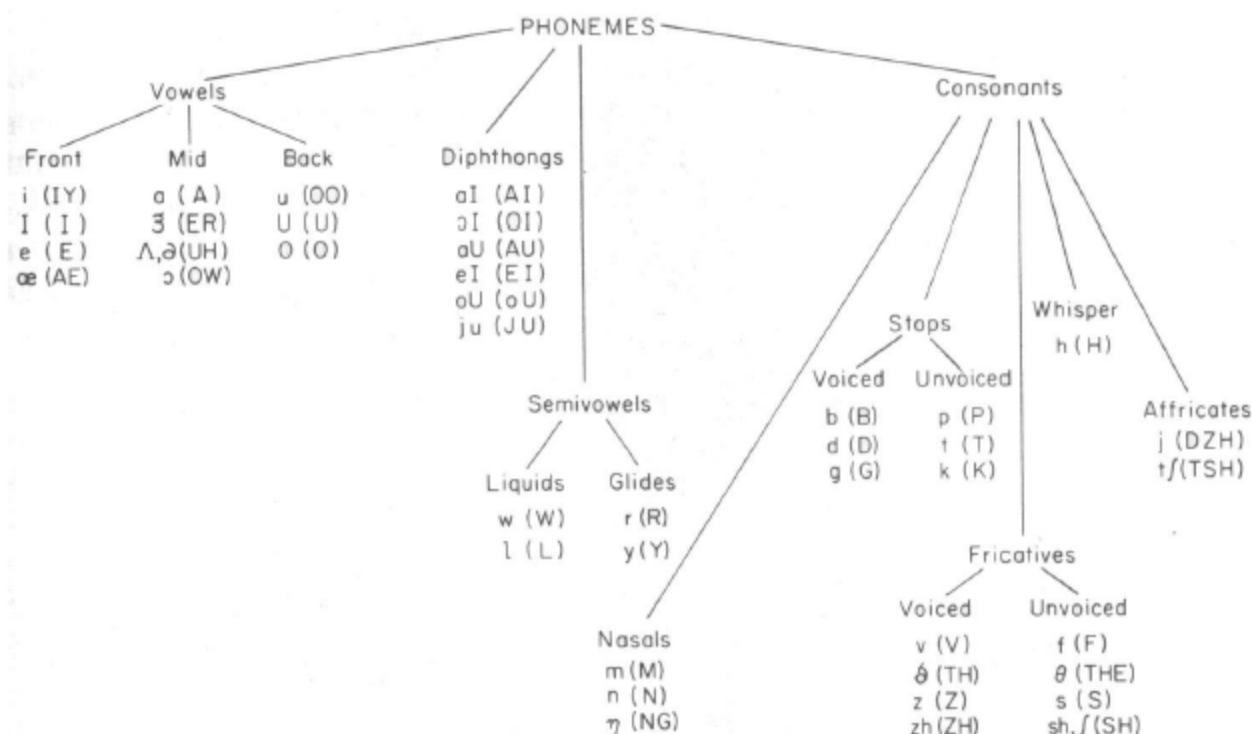 PHONEMES
Vowels
Front
i (IY)
I (I)
e (E)
æ (AE)
Mid
a (A)
3 (ER)
Λ,ə(UH)
ɔ(OW)
Back
u (OO)
U (U)
O (O)
Diphthongs
aI (AI)
ɔI (OI)
aU (AU)
eI (EI)
oU (oU)
ju (JU)
Semivowels
Liquids
w (W)
l (L)
Glides
r (R)
y (Y)
Consonants
Nasals
m (M)
n (N)
η (NG)
Stops
Voiced
b (B)
d (D)
g (G)
Unvoiced
p (P)
t (T)
k (K)
Fricatives
Voiced
v (V)
(TH)
z (Z)
zh (ZH)
Unvoiced
f (F)
θ (THE)
s (S)
sh,ʃ(SH)
Whisper
h (H)
Affricates
j (DZH)
tʃ(TSH)